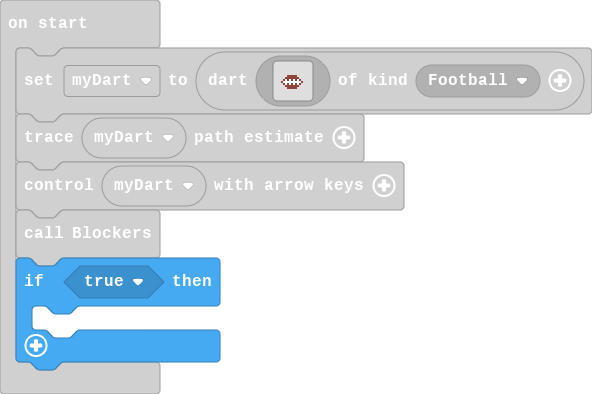 on start
set myDart to dart of kind Football
trace myDart path estimate
control myDart with arrow keys
call Blockers
if true then